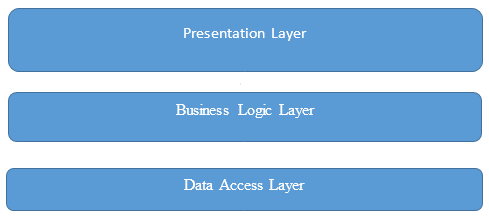 Presentation Layer
Business Logic Layer
Data Access Layer